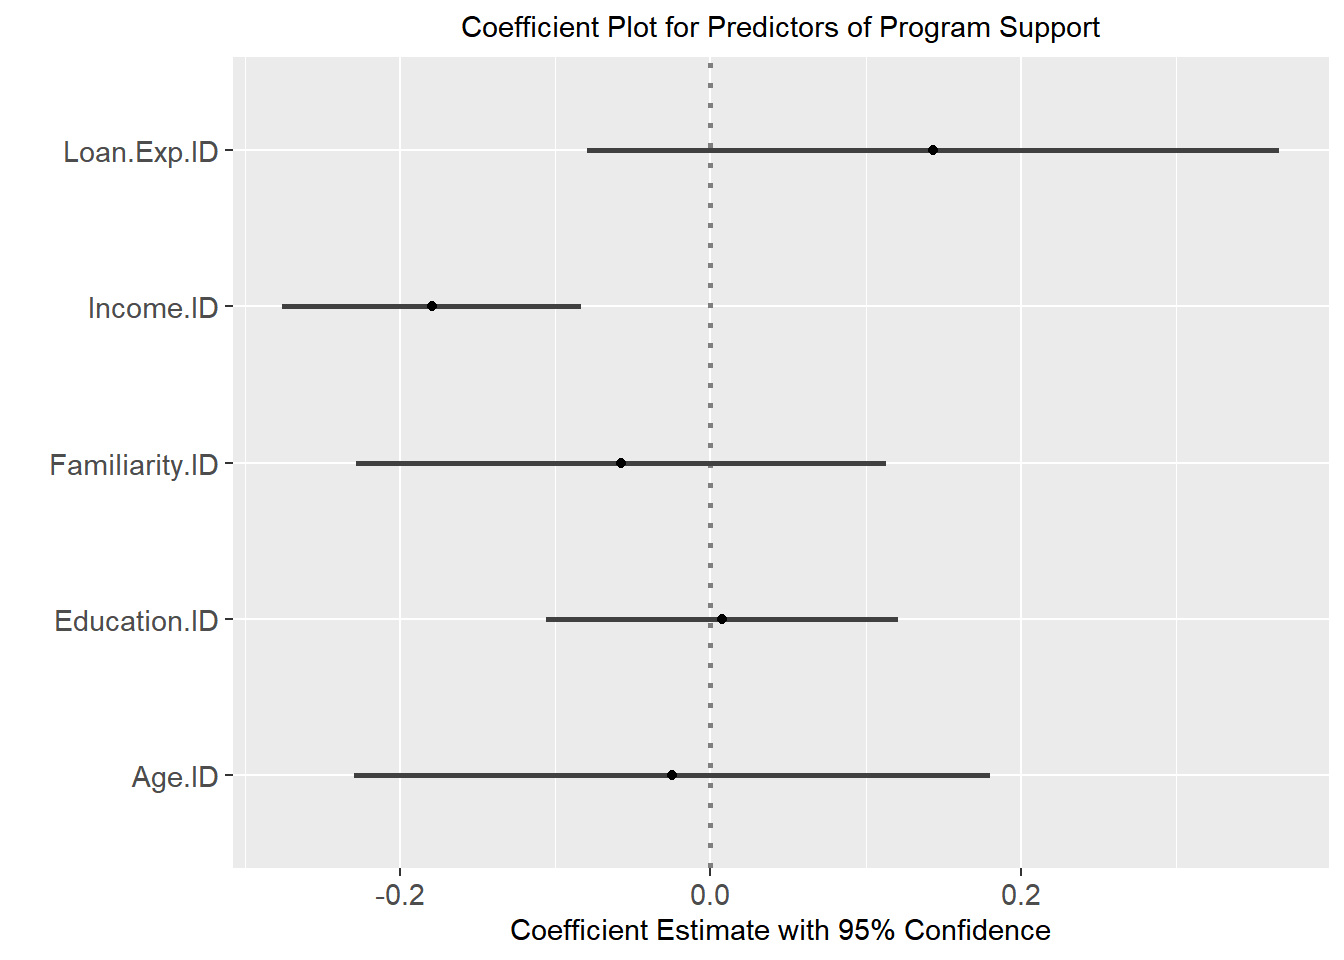 Coefficient Plot for Predictors of Program Support
Loan.Exp.ID
Income.ID
Familiarity.ID
Education.ID
Age.ID
-0.2 0.0 0.2
Coefficient Estimate with 95% Confidence